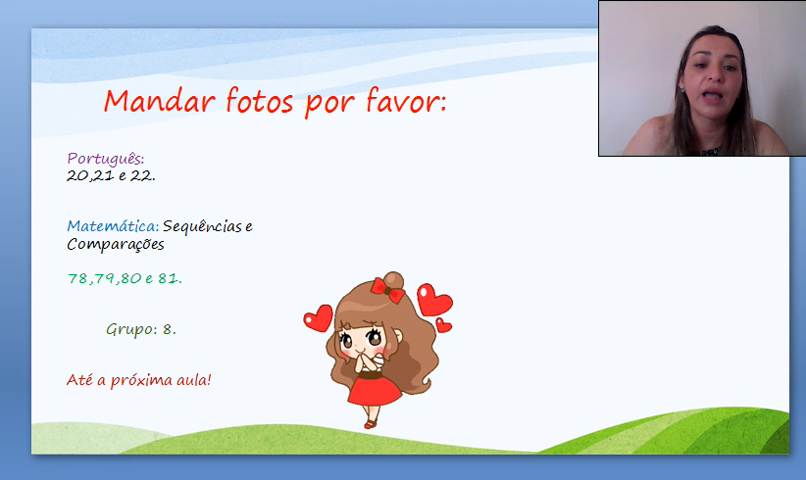 Mandar fotos por favor:
Português:
20,21 e 22.
Matemática: Sequências e
Comparações
78,79,80 e 81.
Grupo: 8.
Até a próxima aula!